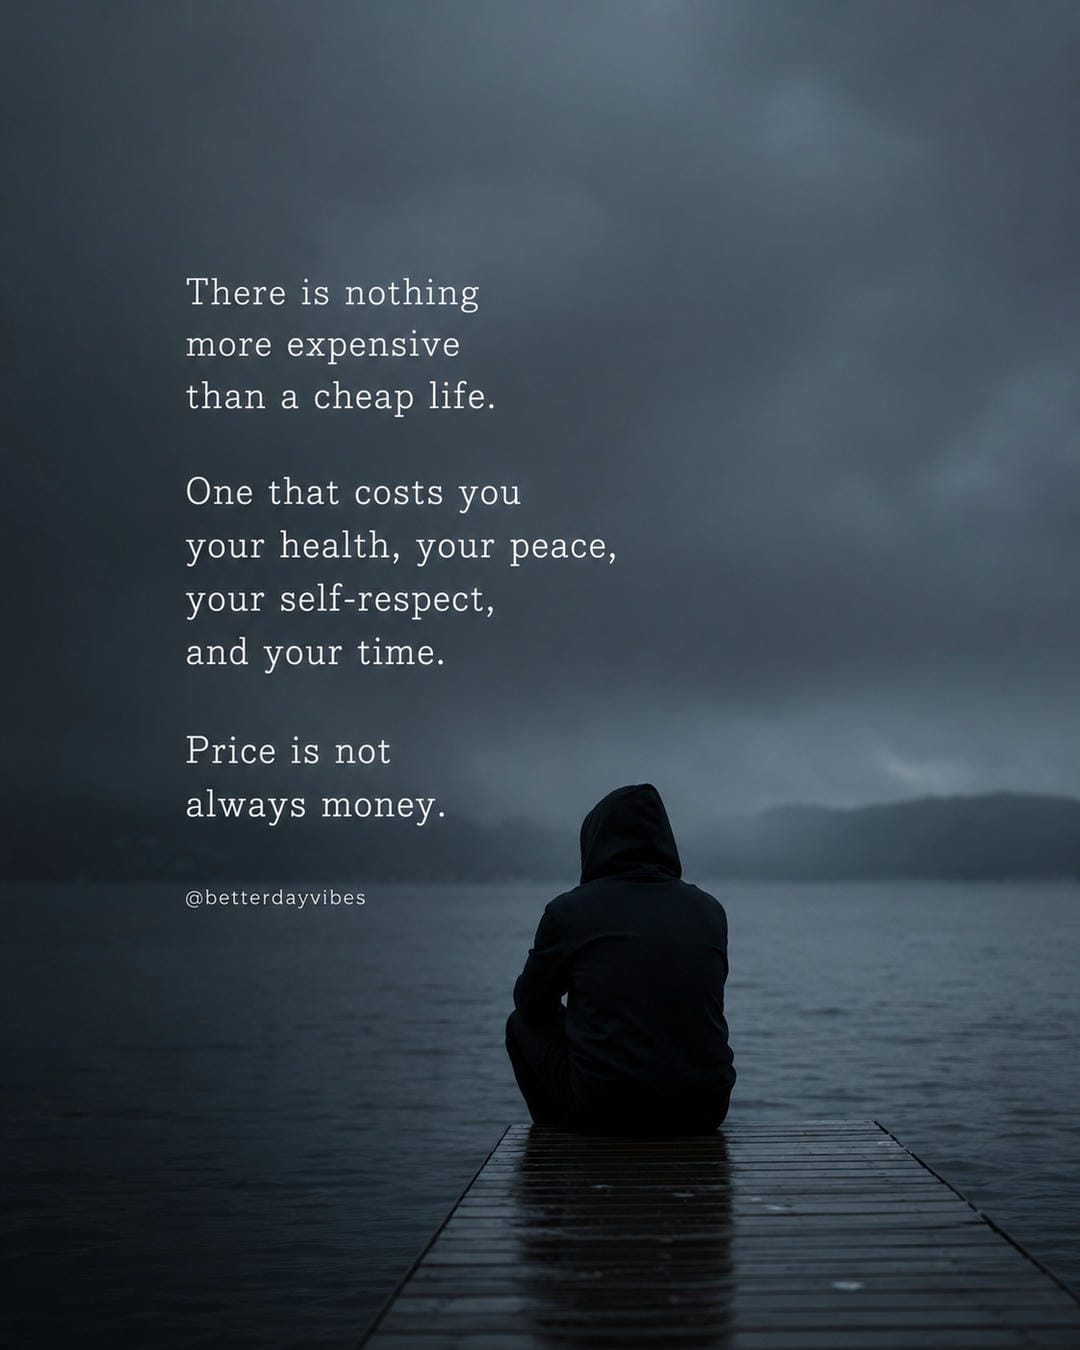 There is nothing
more expensive
than a cheap life.
One that costs you
your health, your peace,
your self-respect,
and your time.
Price is not
always money.
@betterdayvibes